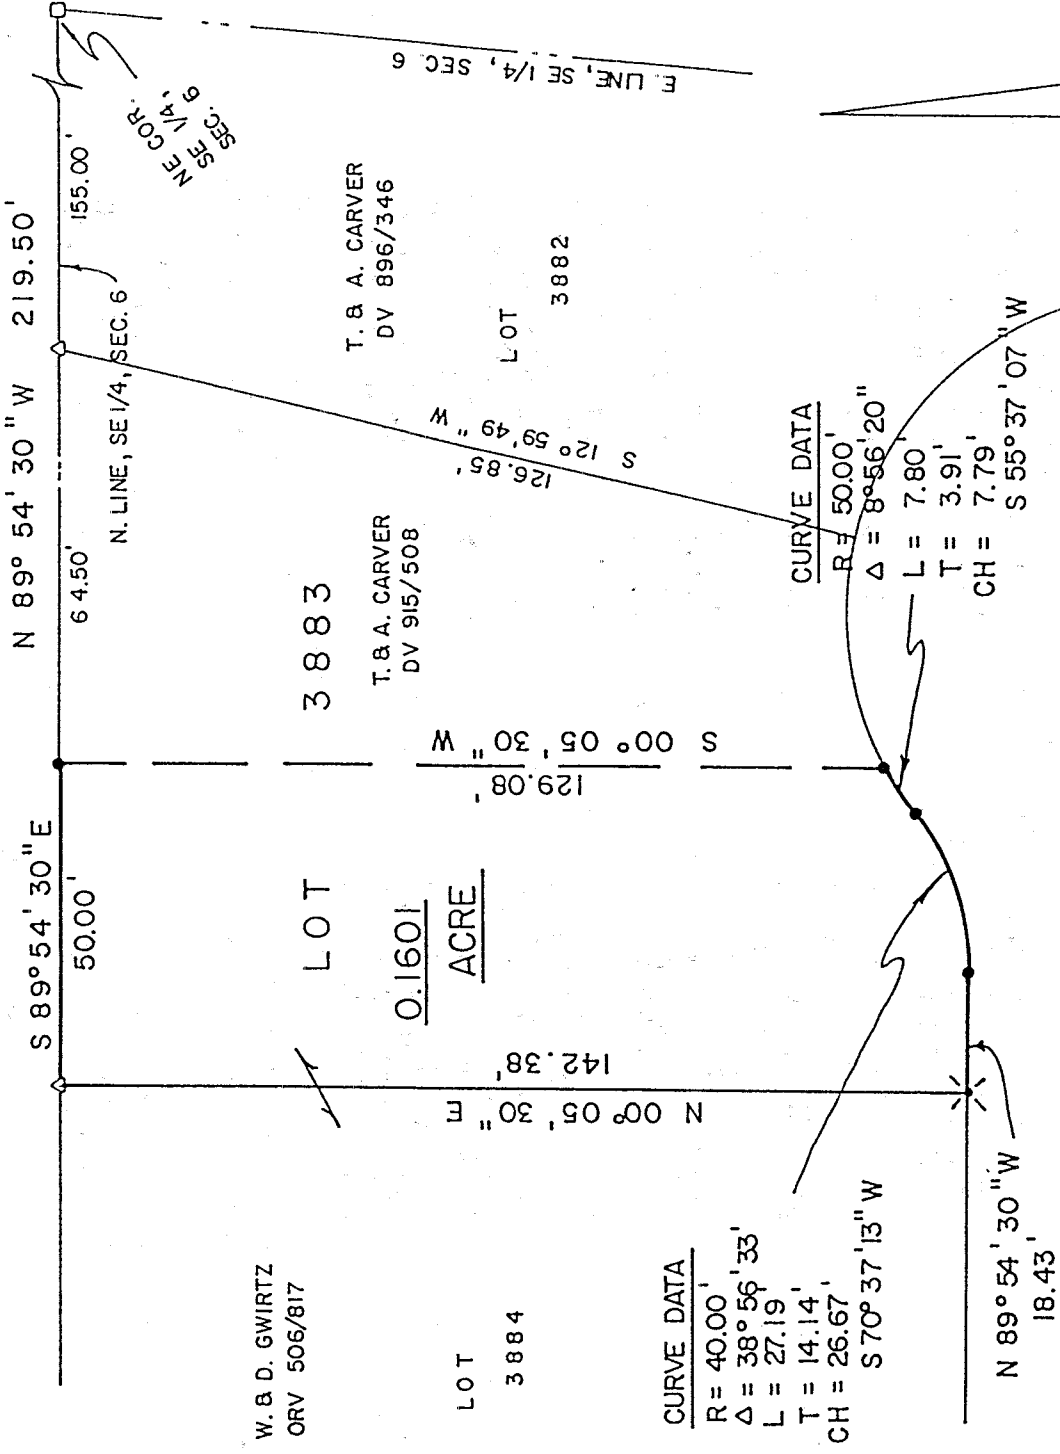 N 89° 54' 30" W 219.50'
155.00'
64.50'
NE COR.
SE 1/4,
SEC. 6
E. LINE, SE 1/4, SEC. 6
N. LINE, SE 1/4, SEC. 6
S 89° 54' 30" E
50.00'
W. & D. GWIRTZ
ORV 506/817
LOT
3884
N 00° 05' 30" E
142.38'
LOT 3883
0.1601
ACRE
T. & A. CARVER
DV 915/508
S 00° 05' 30" W
129.08'
S 12° 59' 49" W
126.85'
T. & A. CARVER
DV 896/346
LOT
3882
CURVE DATA
R = 50.00'
Δ = 8° 56' 20"
L = 7.80'
T = 3.91'
CH = 7.79'
S 55° 37' 07" W
CURVE DATA
R = 40.00'
Δ = 38° 56' 33'
L = 27.19'
T = 14.14'
CH = 26.67'
S 70° 37' 13" W
N 89° 54' 30" W
18.43'